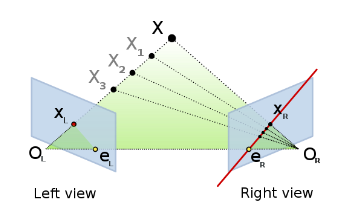 X
X1
X2
X3
XL
XR
OL
eL
eR
OR
Left view
Right view